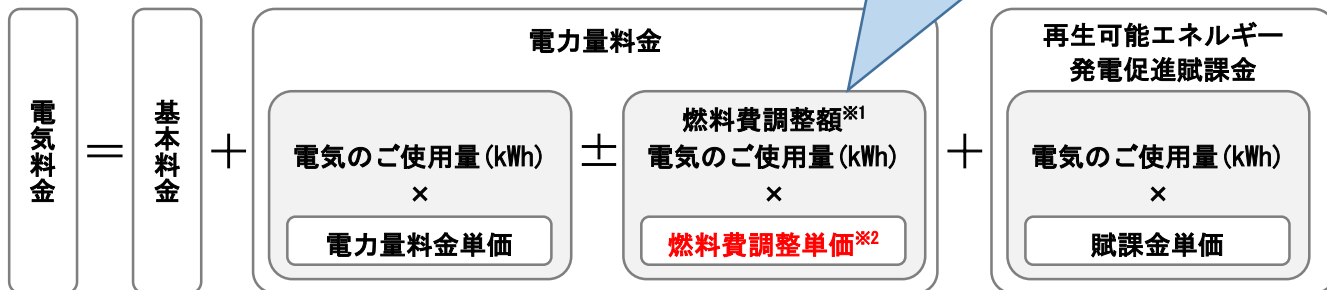 電気料金
＝
基本料金
＋
電力量料金
電気のご使用量(kWh)
×
電力量料金単価
±
燃料費調整額※1
電気のご使用量(kWh)
×
燃料費調整単価※2
＋
再生可能エネルギー
発電促進賦課金
電気のご使用量(kWh)
×
賦課金単価